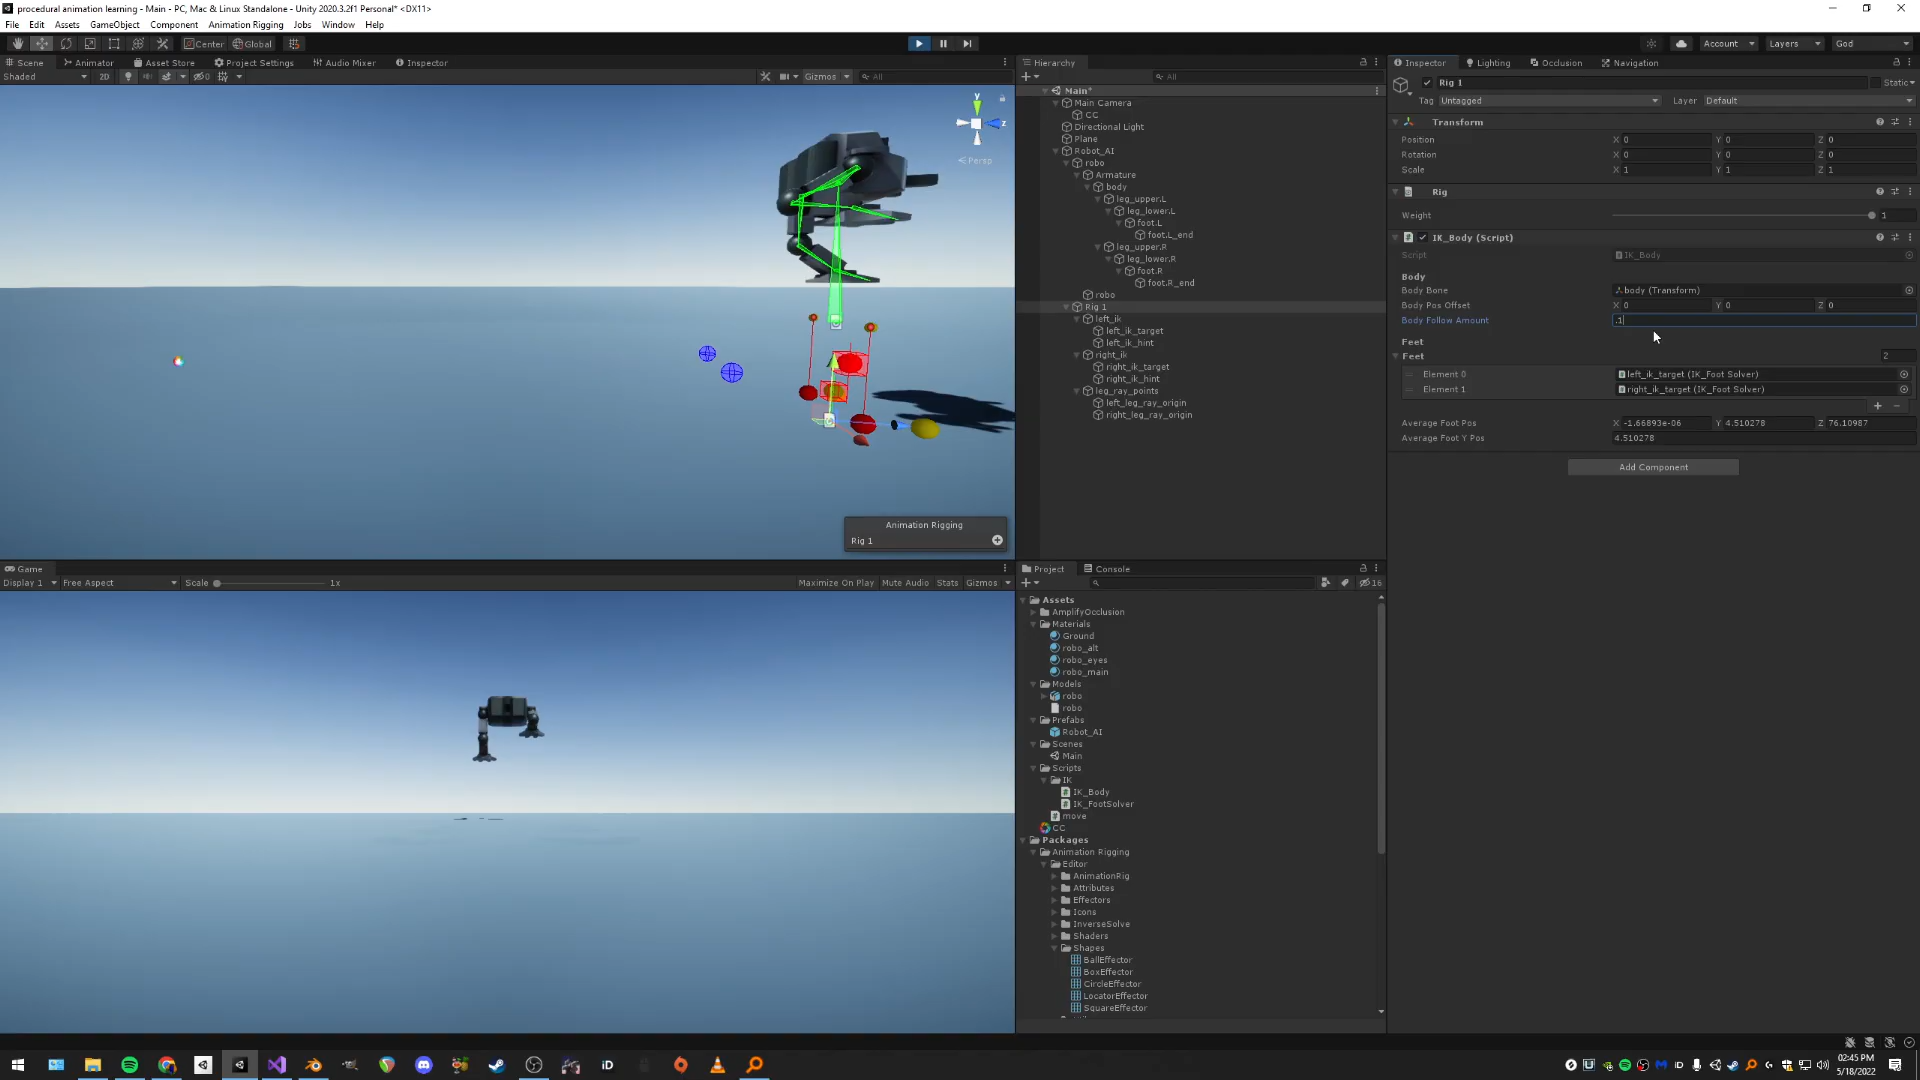 procedural animation learning - Main - PC, Mac & Linux Standalone - Unity 2020.3.2f1 Personal* <DX11>
File Edit Assets GameObject Component Animation Rigging Jobs Window Help
Center Global Account Layers God
Scene Animator Asset Store Project Settings Audio Mixer Inspector
Shaded 2D 0 Gizmos All
y
z
Persp
Animation Rigging
Rig 1
Game
Display 1 Free Aspect Scale 1x Maximize On Play Mute Audio Stats Gizmos
Hierarchy
All
Main*
Main Camera
CC
Directional Light
Plane
Robot_AI
robo
Armature
body
leg_upper.L
leg_lower.L
foot.L
foot.L_end
leg_upper.R
leg_lower.R
foot.R
foot.R_end
robo
Rig 1
left_ik
left_ik_target
left_ik_hint
right_ik
right_ik_target
right_ik_hint
leg_ray_points
left_leg_ray_origin
right_leg_ray_origin
Project Console
16
Assets
AmplifyOcclusion
Materials
Ground
robo_alt
robo_eyes
robo_main
Models
robo
robo
Prefabs
Robot_AI
Scenes
Main
Scripts
IK
IK_Body
IK_FootSolver
move
CC
Packages
Animation Rigging
Editor
AnimationRig
Attributes
Effectors
Icons
InverseSolve
Shaders
Shapes
BallEffector
BoxEffector
CircleEffector
LocatorEffector
SquareEffector
Inspector Lighting Occlusion Navigation
Rig 1 Static
Tag Untagged Layer Default
Transform
Position X 0 Y 0 Z 0
Rotation X 0 Y 0 Z 0
Scale X 1 Y 1 Z 1
Rig
Weight 1
IK_Body (Script)
Script IK_Body
Body
Body Bone body (Transform)
Body Pos Offset X 0 Y 0 Z 0
Body Follow Amount .1
Feet
Feet 2
Element 0 left_ik_target (IK_Foot Solver)
Element 1 right_ik_target (IK_Foot Solver)
Average Foot Pos X -1.66893e-06 Y 4.510278 Z 76.10987
Average Foot Y Pos 4.510278
Add Component
02:45 PM
5/18/2022